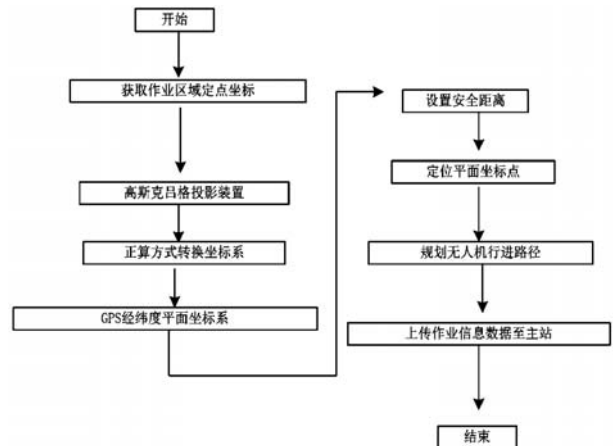 开始
获取作业区域定点坐标
高斯克吕格投影装置
正算方式转换坐标系
GPS经纬度平面坐标系
设置安全距离
定位平面坐标点
规划无人机行进路径
上传作业信息数据至主站
结束